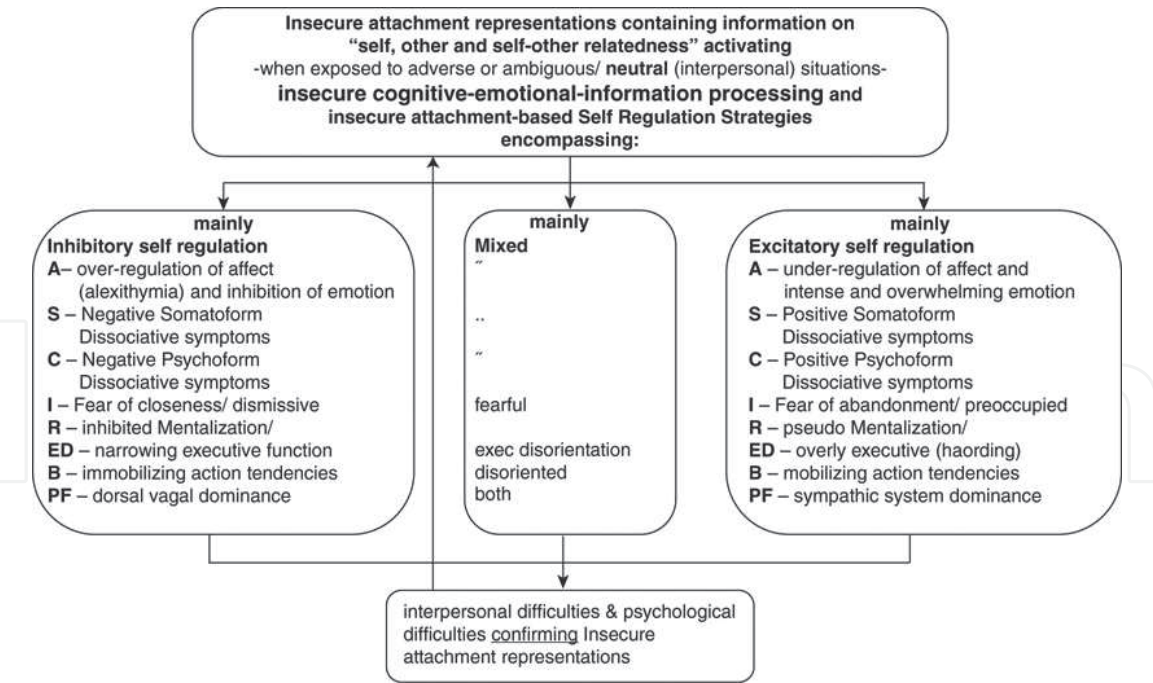 Insecure attachment representations containing information on
“self, other and self-other relatedness” activating
-when exposed to adverse or ambiguous/ neutral (interpersonal) situations-
insecure cognitive-emotional-information processing and
insecure attachment-based Self Regulation Strategies
encompassing:
mainly
Inhibitory self regulation
A– over-regulation of affect
(alexithymia) and inhibition of emotion
S – Negative Somatoform
Dissociative symptoms
C – Negative Psychoform
Dissociative symptoms
I – Fear of closeness/ dismissive
R – inhibited Mentalization/
ED – narrowing executive function
B – immobilizing action tendencies
PF – dorsal vagal dominance
mainly
Mixed
″
..
″
fearful
exec disorientation
disoriented
both
mainly
Excitatory self regulation
A – under-regulation of affect and
intense and overwhelming emotion
S – Positive Somatoform
Dissociative symptoms
C – Positive Psychoform
Dissociative symptoms
I – Fear of abandonment/ preoccupied
R – pseudo Mentalization/
ED – overly executive (haording)
B – mobilizing action tendencies
PF – sympathic system dominance
interpersonal difficulties & psychological
difficulties confirming Insecure
attachment representations